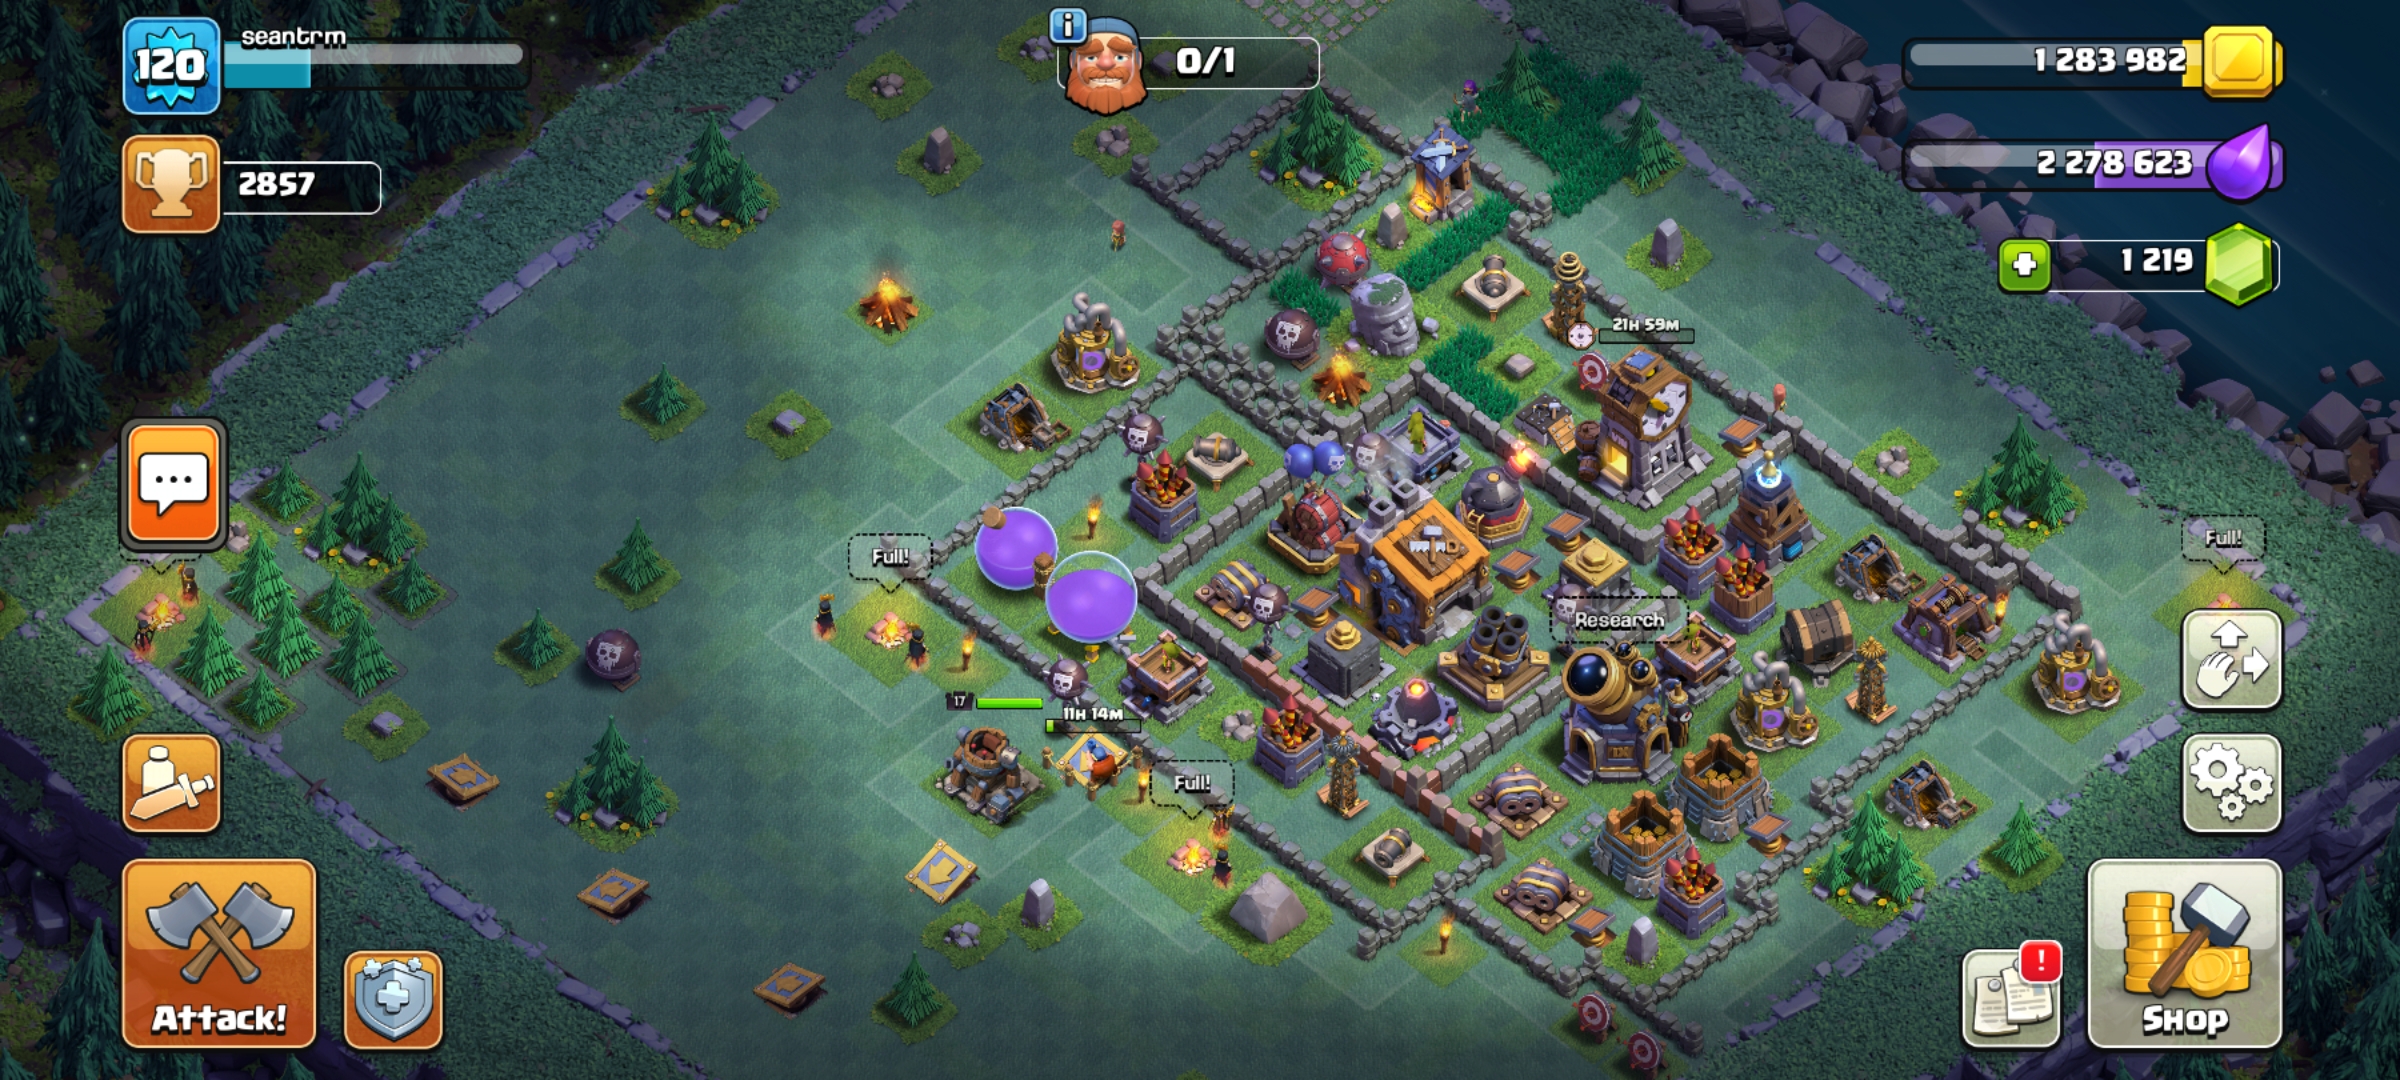 120
seantrm
i
0/1
1 283 982
2857
2 278 623
1 219
21H 59M
Full!
Full!
Research
17
11H 14M
Full!
Attack!
!
Shop